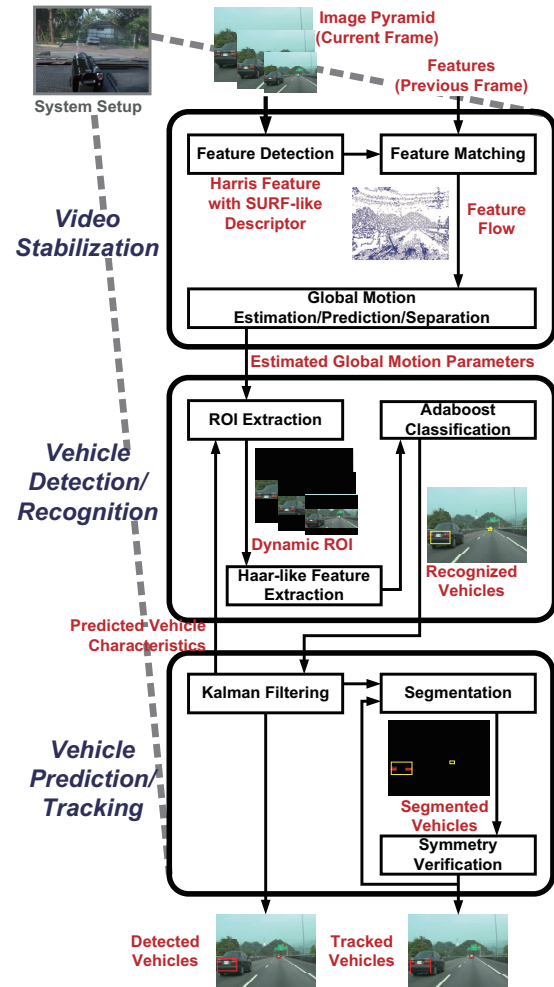 Image Pyramid
(Current Frame)
Features
(Previous Frame)
System Setup
Video
Stabilization
Feature Detection
Feature Matching
Harris Feature
with SURF-like
Descriptor
Feature
Flow
Global Motion
Estimation/Prediction/Separation
Estimated Global Motion Parameters
Vehicle
Detection/
Recognition
ROI Extraction
Adaboost
Classification
Dynamic ROI
Haar-like Feature
Extraction
Recognized
Vehicles
Predicted Vehicle
Characteristics
Vehicle
Prediction/
Tracking
Kalman Filtering
Segmentation
Segmented
Vehicles
Symmetry
Verification
Detected
Vehicles
Tracked
Vehicles